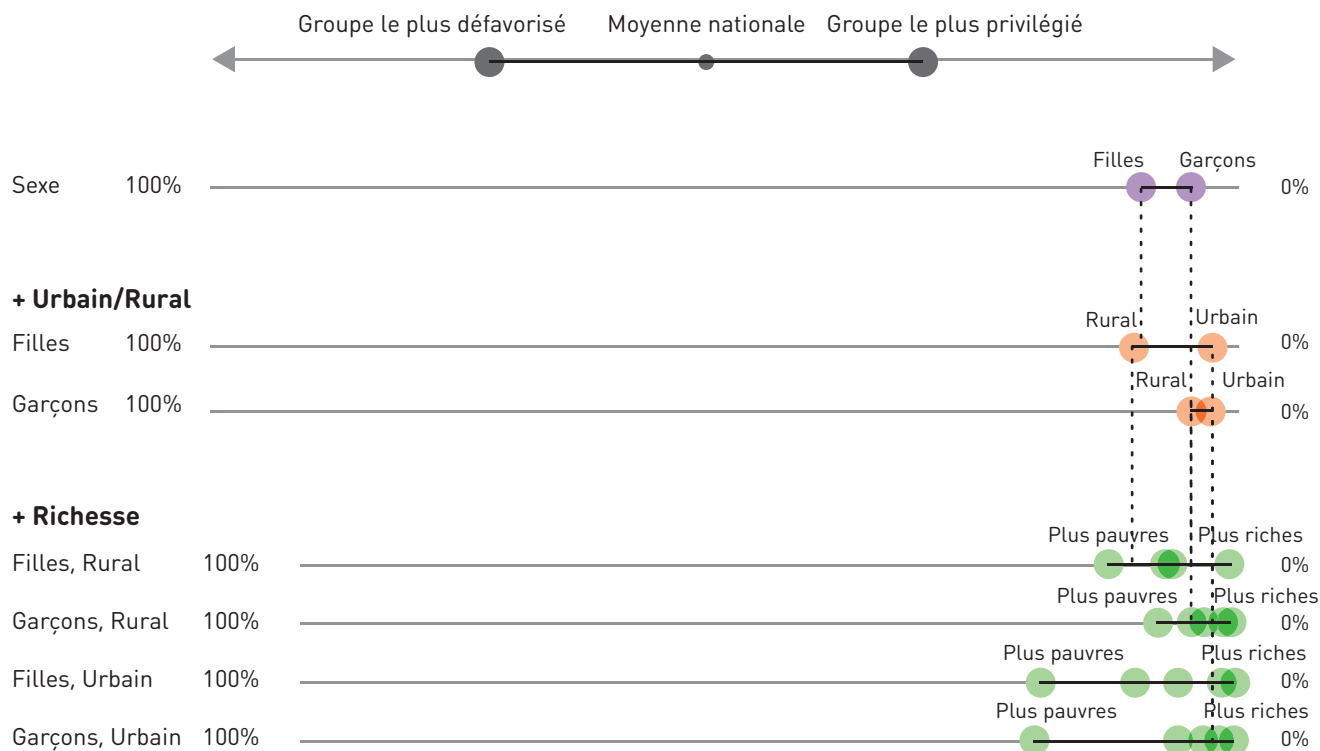 Groupe le plus défavorisé Moyenne nationale Groupe le plus privilégié
Filles Garçons
Sexe 100% 0%
+ Urbain/Rural
Rural Urbain
Filles 100% 0%
Rural Urbain
Garçons 100% 0%
+ Richesse
Plus pauvres Plus riches
Filles, Rural 100% 0%
Plus pauvres Plus riches
Garçons, Rural 100% 0%
Plus pauvres Plus riches
Filles, Urbain 100% 0%
Plus pauvres Plus riches
Garçons, Urbain 100% 0%